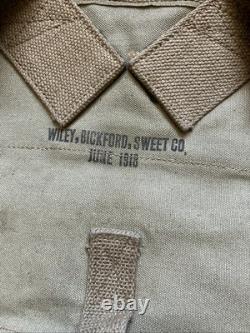 WILEY, BICKFORD, SWEET CO,
JUNE 1918